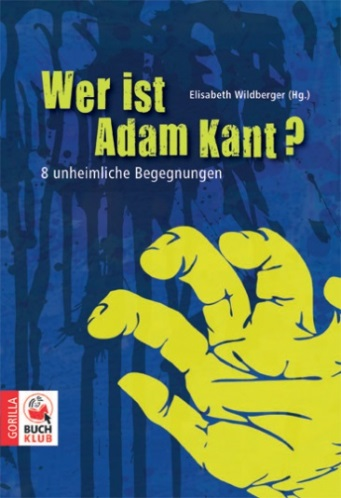 Wer ist
Elisabeth Wildberger (Hg.)
Adam Kant?
8 unheimliche Begegnungen
GORILLA
BUCH
KLUB